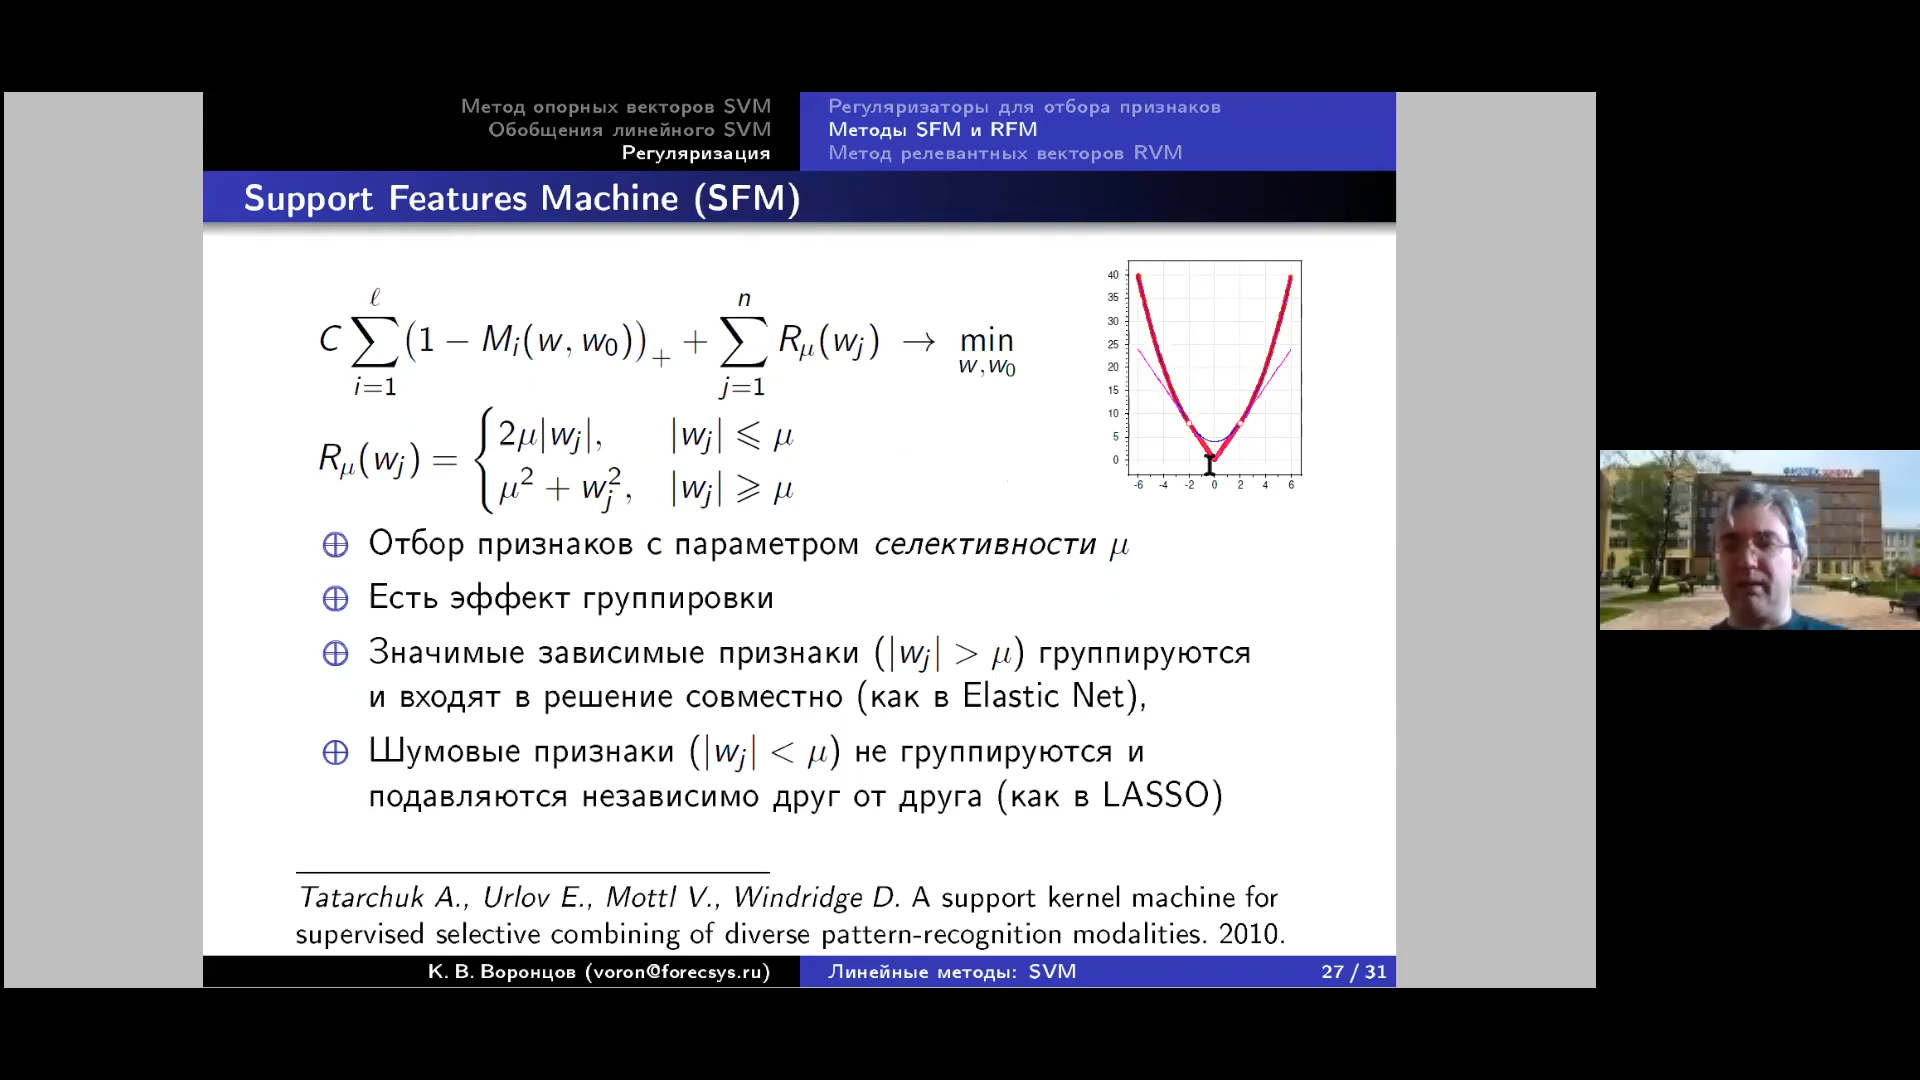 Метод опорных векторов SVM
Обобщения линейного SVM
Регуляризация
Регуляризаторы для отбора признаков
Методы SFM и RFM
Метод релевантных векторов RVM
Support Features Machine (SFM)
C ∑_{i=1}^{ℓ} (1 − M_i(w, w_0))_+ + ∑_{j=1}^{n} R_μ(w_j) → min_{w,w_0}
R_μ(w_j) = { 2μ|w_j|, |w_j| ⩽ μ
μ² + w_j², |w_j| ⩾ μ
40
35
30
25
20
15
10
5
0
-6 -4 -2 0 2 4 6
⊕ Отбор признаков с параметром селективности μ
⊕ Есть эффект группировки
⊕ Значимые зависимые признаки (|w_j| > μ) группируются
и входят в решение совместно (как в Elastic Net),
⊕ Шумовые признаки (|w_j| < μ) не группируются и
подавляются независимо друг от друга (как в LASSO)
Tatarchuk A., Urlov E., Mottl V., Windridge D. A support kernel machine for
supervised selective combining of diverse pattern-recognition modalities. 2010.
К. В. Воронцов (voron@forecsys.ru)
Линейные методы: SVM
27 / 31